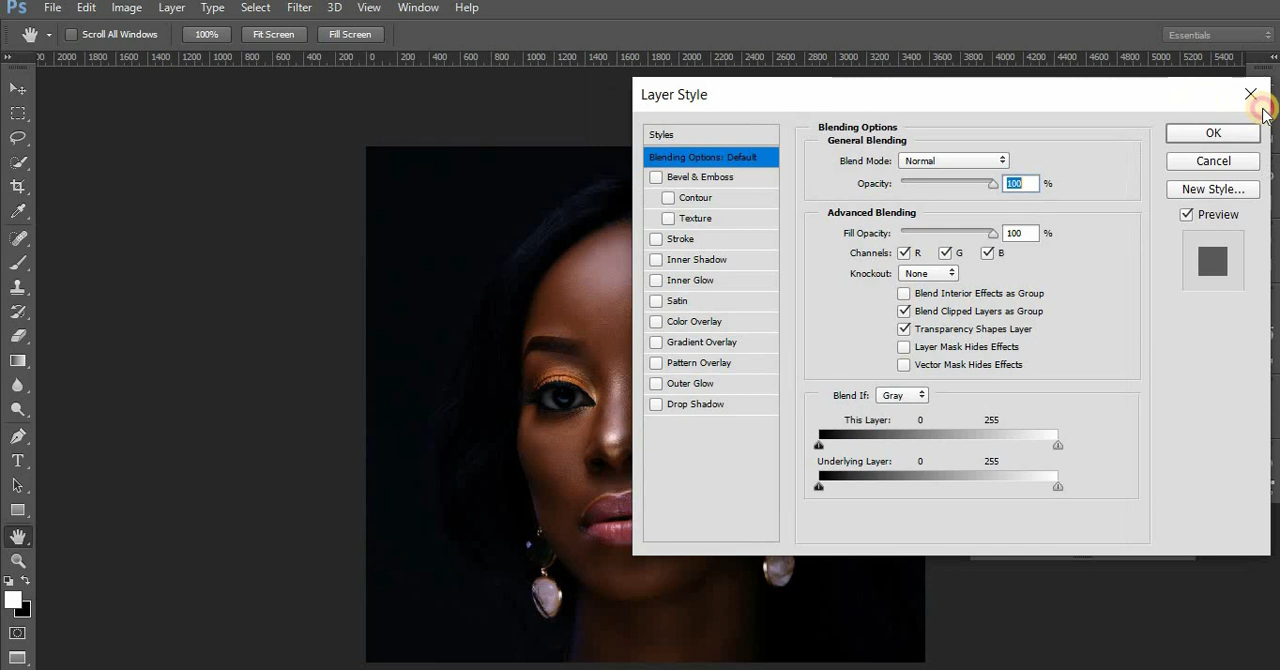 Ps File Edit Image Layer Type Select Filter 3D View Window Help
Scroll All Windows 100% Fit Screen Fill Screen Essentials
2000 1800 1600 1400 1200 1000 800 600 400 200 0 200 400 600 800 1000 1200 1400 1600 1800 2000 2200 2400 2600 2800 3000 3200 3400 3600 3800 4000 4200 4400 4600 4800 5000 5200 5400
Layer Style
Styles
Blending Options: Default
Bevel & Emboss
Contour
Texture
Stroke
Inner Shadow
Inner Glow
Satin
Color Overlay
Gradient Overlay
Pattern Overlay
Outer Glow
Drop Shadow
Blending Options
General Blending
Blend Mode: Normal
Opacity: 100 %
Advanced Blending
Fill Opacity: 100 %
Channels: R G B
Knockout: None
Blend Interior Effects as Group
Blend Clipped Layers as Group
Transparency Shapes Layer
Layer Mask Hides Effects
Vector Mask Hides Effects
Blend If: Gray
This Layer: 0 255
Underlying Layer: 0 255
OK
Cancel
New Style...
Preview